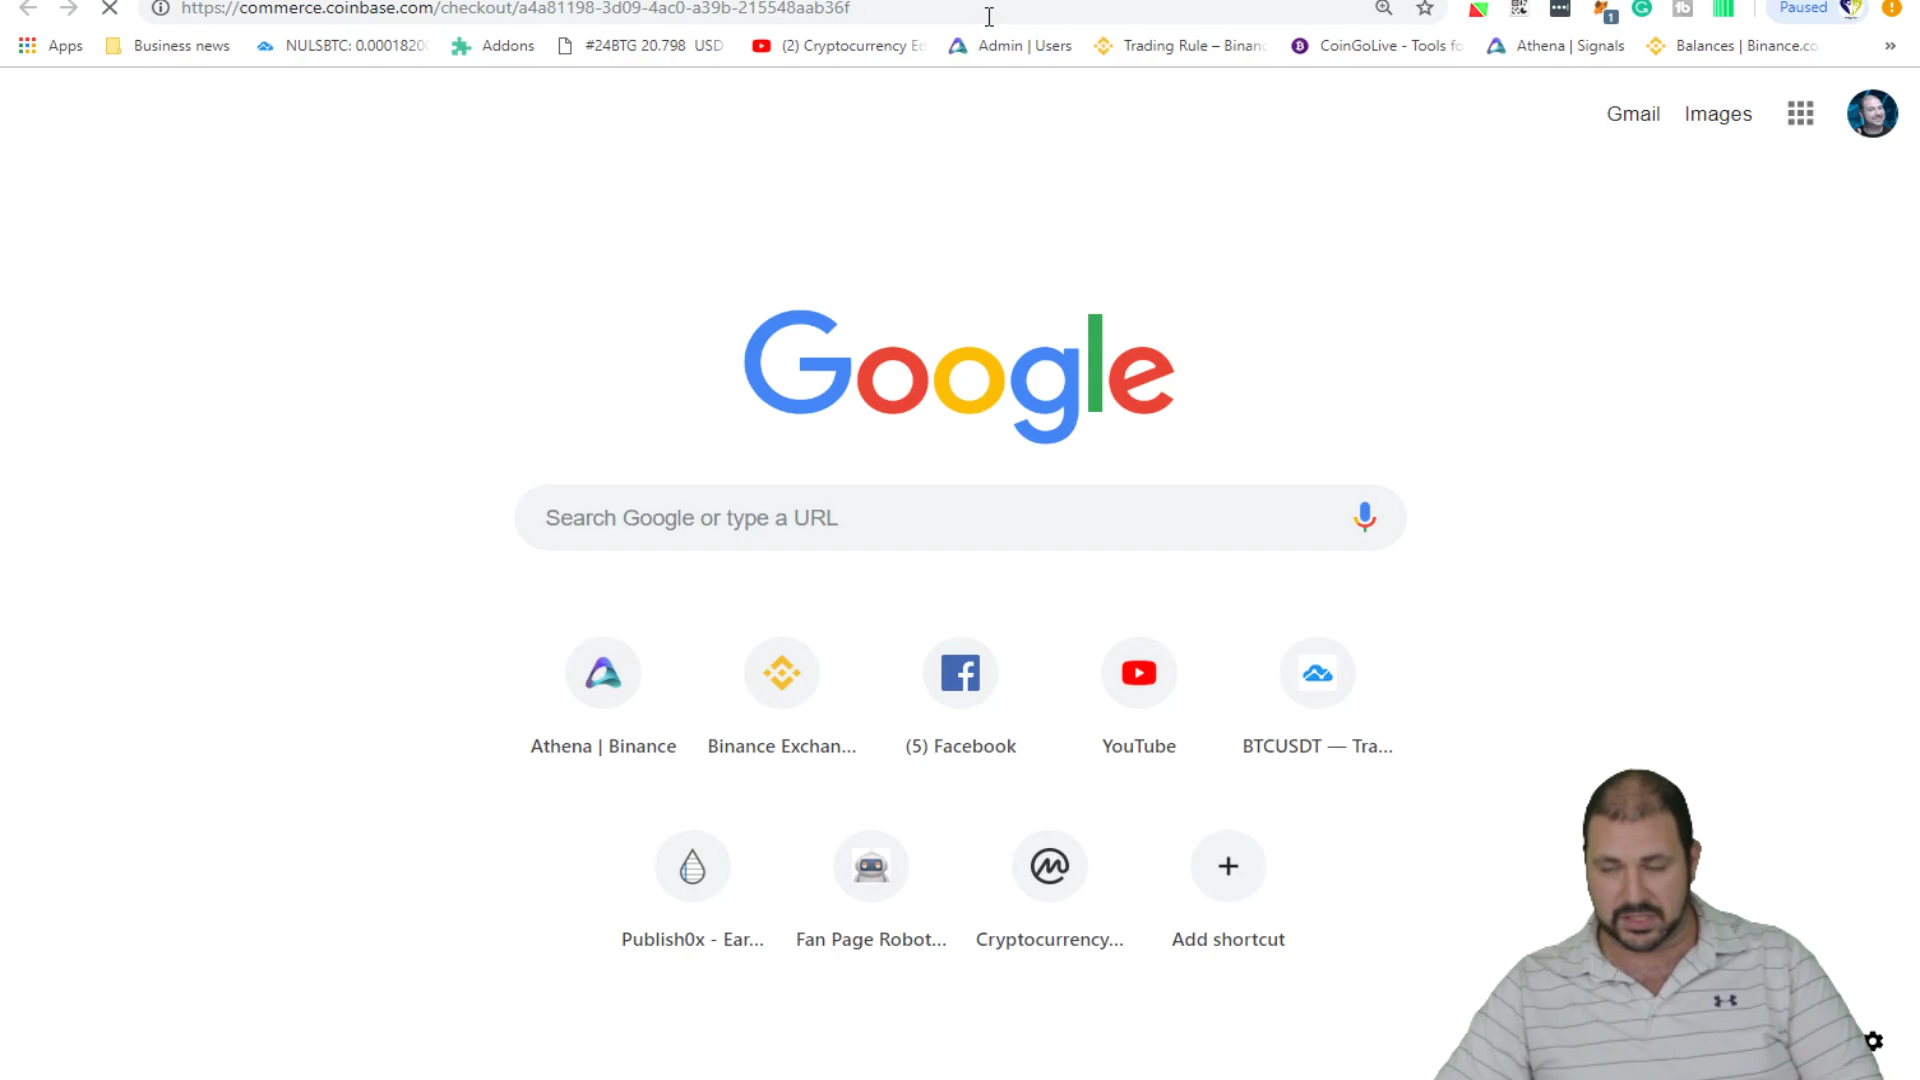 https://commerce.coinbase.com/checkout/a4a81198-3d09-4ac0-a39b-215548aab36f
Paused
Apps Business news NULSBTC: 0.0001820 Addons #24BTG 20.798 USD (2) Cryptocurrency Ed Admin | Users Trading Rule – Binan CoinGoLive - Tools fo Athena | Signals Balances | Binance.co »
Gmail Images
Google
Search Google or type a URL
Athena | Binance Binance Exchan... (5) Facebook YouTube BTCUSDT — Tra...
Publish0x - Ear... Fan Page Robot... Cryptocurrency... Add shortcut